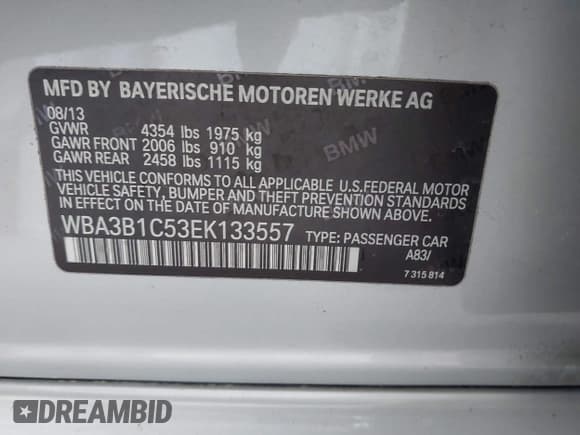 MFD BY BAYERISCHE MOTOREN WERKE AG
08/13
GVWR 4354 lbs 1975 kg
GAWR FRONT 2006 lbs 910 kg
GAWR REAR 2458 lbs 1115 kg
THIS VEHICLE CONFORMS TO ALL APPLICABLE U.S.FEDERAL MOTOR
VEHICLE SAFETY, BUMPER AND THEFT PREVENTION STANDARDS
IN EFFECT ON THE DATE OF MANUFACTURE SHOWN ABOVE.
WBA3B1C53EK133557 TYPE: PASSENGER CAR
A83/
7 315 814
BMW
DREAMBID